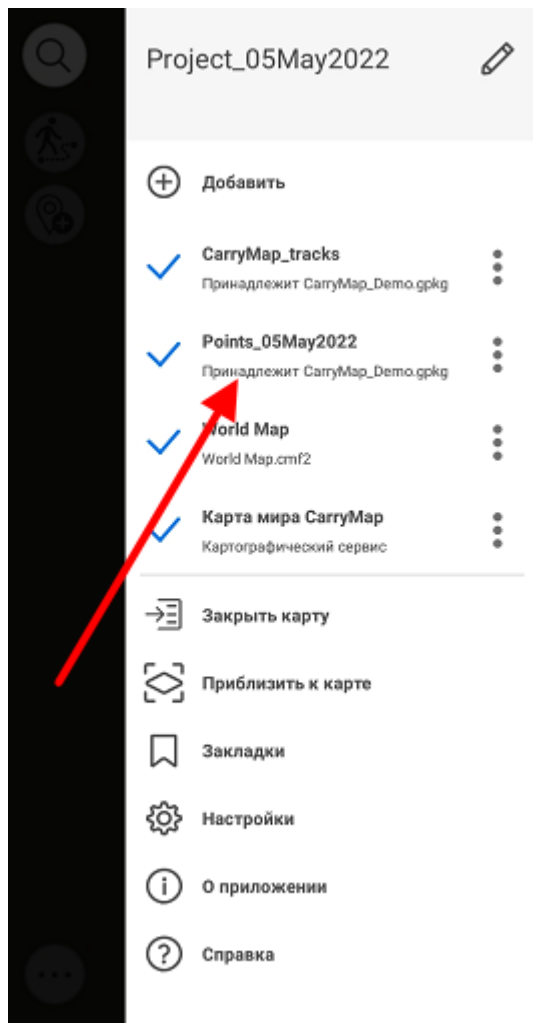 Project_05May2022
Добавить
CarryMap_tracks
Принадлежит CarryMap_Demo.gpkg
Points_05May2022
Принадлежит CarryMap_Demo.gpkg
World Map
World Map.cmf2
Карта мира CarryMap
Картографический сервис
Закрыть карту
Приблизить к карте
Закладки
Настройки
О приложении
Справка